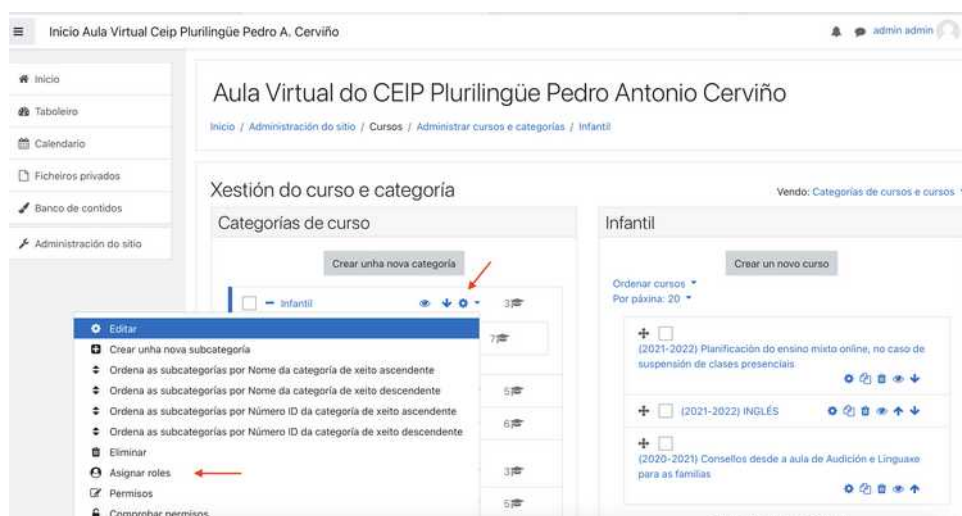 Inicio Aula Virtual Ceip Plurilingüe Pedro A. Cerviño
admin admin
Inicio
Taboleiro
Calendario
Ficheiros privados
Banco de contidos
Administración do sitio
Aula Virtual do CEIP Plurilingüe Pedro Antonio Cerviño
Inicio / Administración do sitio / Cursos / Administrar cursos e categorías / Infantil
Xestión do curso e categoría
Vendo: Categorías de cursos e cursos
Categorías de curso
Crear unha nova categoría
Infantil 3
7
5
6
3
5
Editar
Crear unha nova subcategoría
Ordena as subcategorías por Nome da categoría de xeito ascendente
Ordena as subcategorías por Nome da categoría de xeito descendente
Ordena as subcategorías por Número ID da categoría de xeito ascendente
Ordena as subcategorías por Número ID da categoría de xeito descendente
Eliminar
Asignar roles
Permisos
Comprobar permisos
Infantil
Crear un novo curso
Ordenar cursos
Por páxina: 20
(2021-2022) Planificación do ensino mixto online, no caso de
suspensión de clases presenciais
(2021-2022) INGLÉS
(2020-2021) Consellos desde a aula de Audición e Linguaxe
para as familias